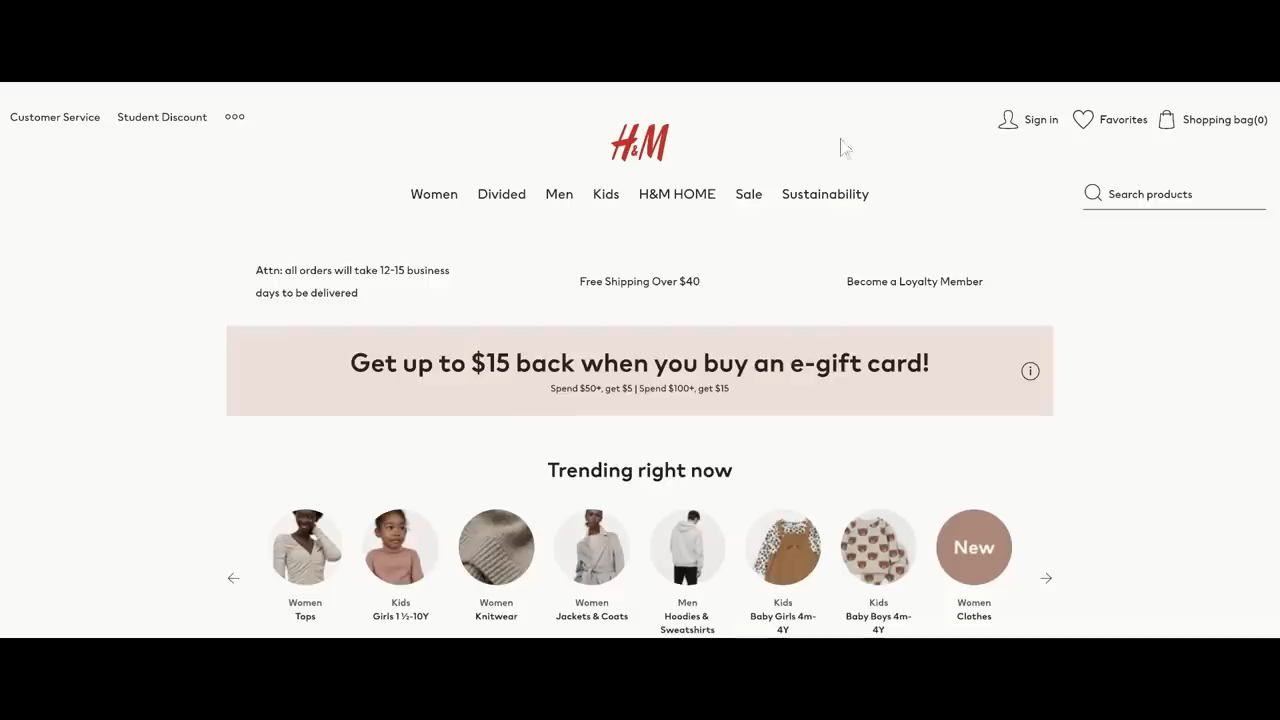 Customer Service Student Discount
Sign in Favorites Shopping bag(0)
H&M
Women Divided Men Kids H&M HOME Sale Sustainability
Search products
Attn: all orders will take 12-15 business
days to be delivered
Free Shipping Over $40
Become a Loyalty Member
Get up to $15 back when you buy an e-gift card!
Spend $50+, get $5 | Spend $100+, get $15
Trending right now
New
Women
Tops
Kids
Girls 1 ½-10Y
Women
Knitwear
Women
Jackets & Coats
Men
Hoodies &
Sweatshirts
Kids
Baby Girls 4m-
4Y
Kids
Baby Boys 4m-
4Y
Women
Clothes